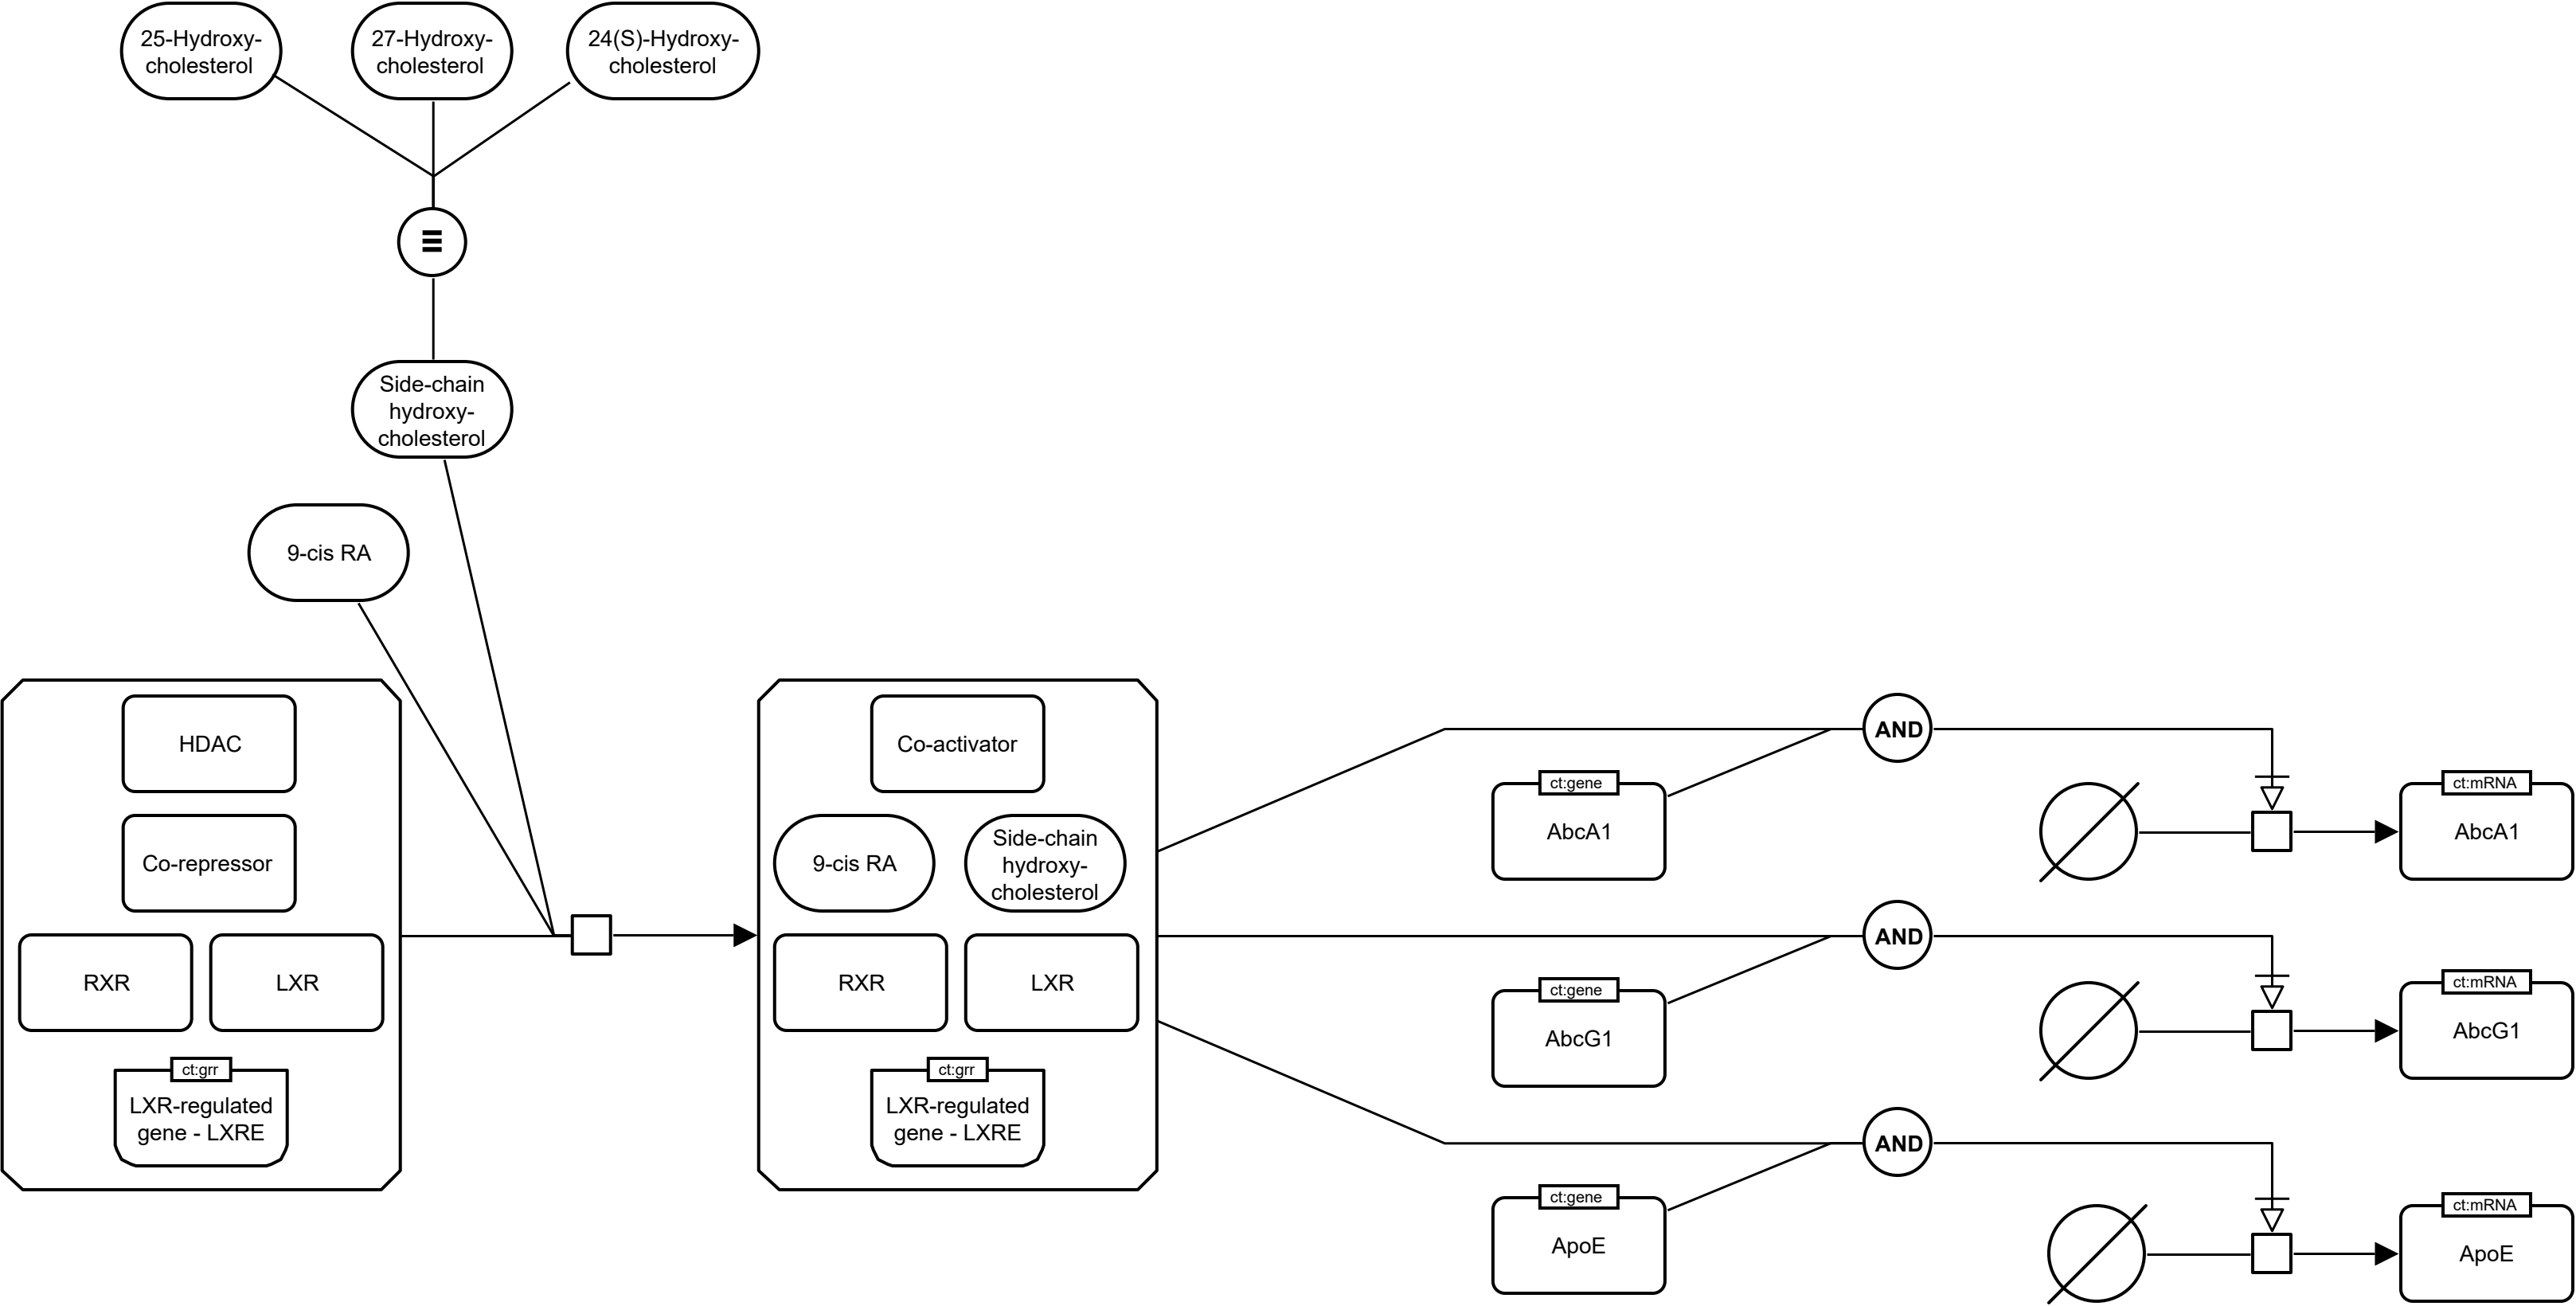 25-Hydroxy-
cholesterol
27-Hydroxy-
cholesterol
24(S)-Hydroxy-
cholesterol
≡
Side-chain
hydroxy-
cholesterol
9-cis RA
HDAC
Co-repressor
RXR
LXR
ct:grr
LXR-regulated
gene - LXRE
Co-activator
9-cis RA
Side-chain
hydroxy-
cholesterol
RXR
LXR
ct:grr
LXR-regulated
gene - LXRE
AND
ct:gene
AbcA1
ct:mRNA
AbcA1
AND
ct:gene
AbcG1
ct:mRNA
AbcG1
AND
ct:gene
ApoE
ct:mRNA
ApoE